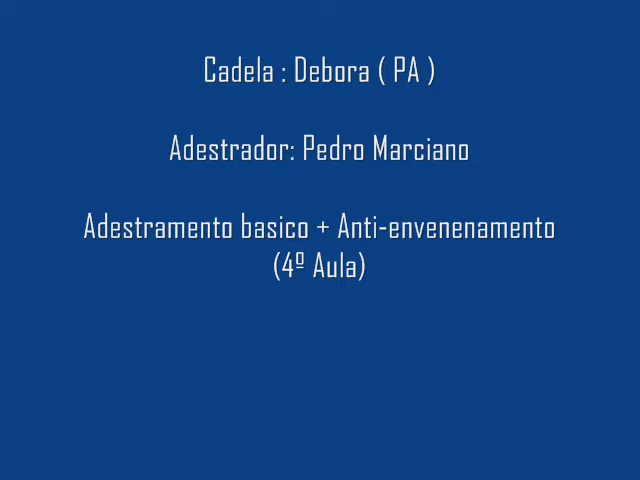 Cadela : Debora ( PA )
Adestrador: Pedro Marciano
Adestramento basico + Anti-envenenamento
(4º Aula)